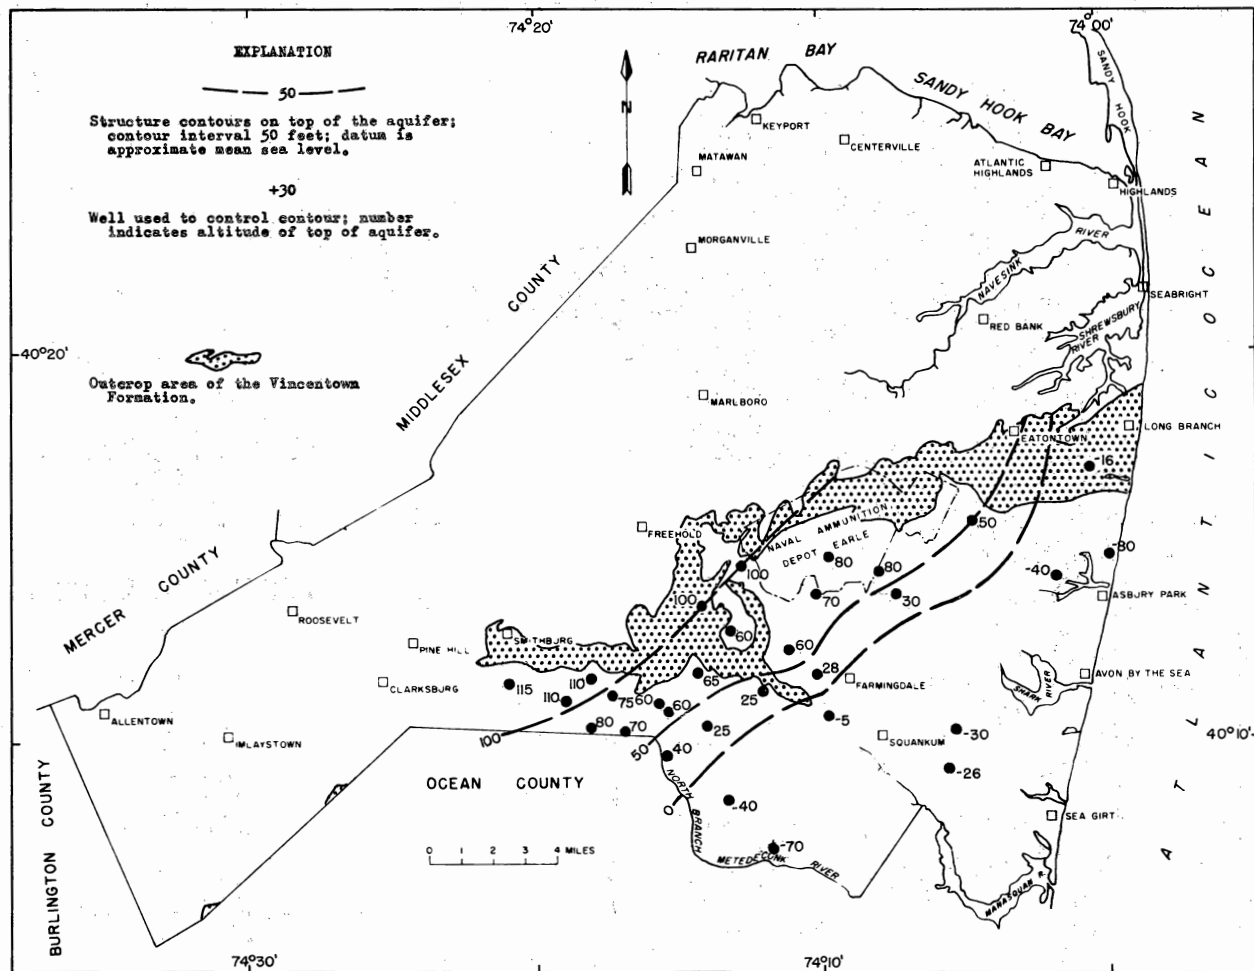 74°20'
74°00'
EXPLANATION
50
Structure contours on top of the aquifer;
contour interval 50 feet; datum is
approximate mean sea level.
+30
Well used to control contour; number
indicates altitude of top of aquifer.
Outcrop area of the Vincentown
Formation.
N
RARITAN BAY
SANDY HOOK BAY
SANDY HOOK
KEYPORT
CENTERVILLE
MATAWAN
ATLANTIC
HIGHLANDS
HIGHLANDS
MORGANVILLE
NAVESINK RIVER
SEABRIGHT
RED BANK
SHREWSBURY
RIVER
ATLANTIC OCEAN
40°20'
MIDDLESEX COUNTY
MARLBORO
EATONTOWN
LONG BRANCH
-16
FREEHOLD
NAVAL AMMUNITION
DEPOT EARLE
50
80
80
100
-80
-40
ASBURY PARK
100
70
30
MERCER COUNTY
ROOSEVELT
SMITHBURG
60
60
PINE HILL
CLARKSBURG
115
110
110
75
60
60
65
25
28
FARMINGDALE
AVON BY THE SEA
SHARK
RIVER
ALLENTOWN
IMLAYSTOWN
100
80
70
50
25
-5
SQUANKUM
-30
40°10'
40
-26
OCEAN COUNTY
0
NORTH
BRANCH
-40
-70
METEDECUNK RIVER
SEA GIRT
MANASQUAN R.
0 1 2 3 4 MILES
BURLINGTON COUNTY
74°30'
74°10'